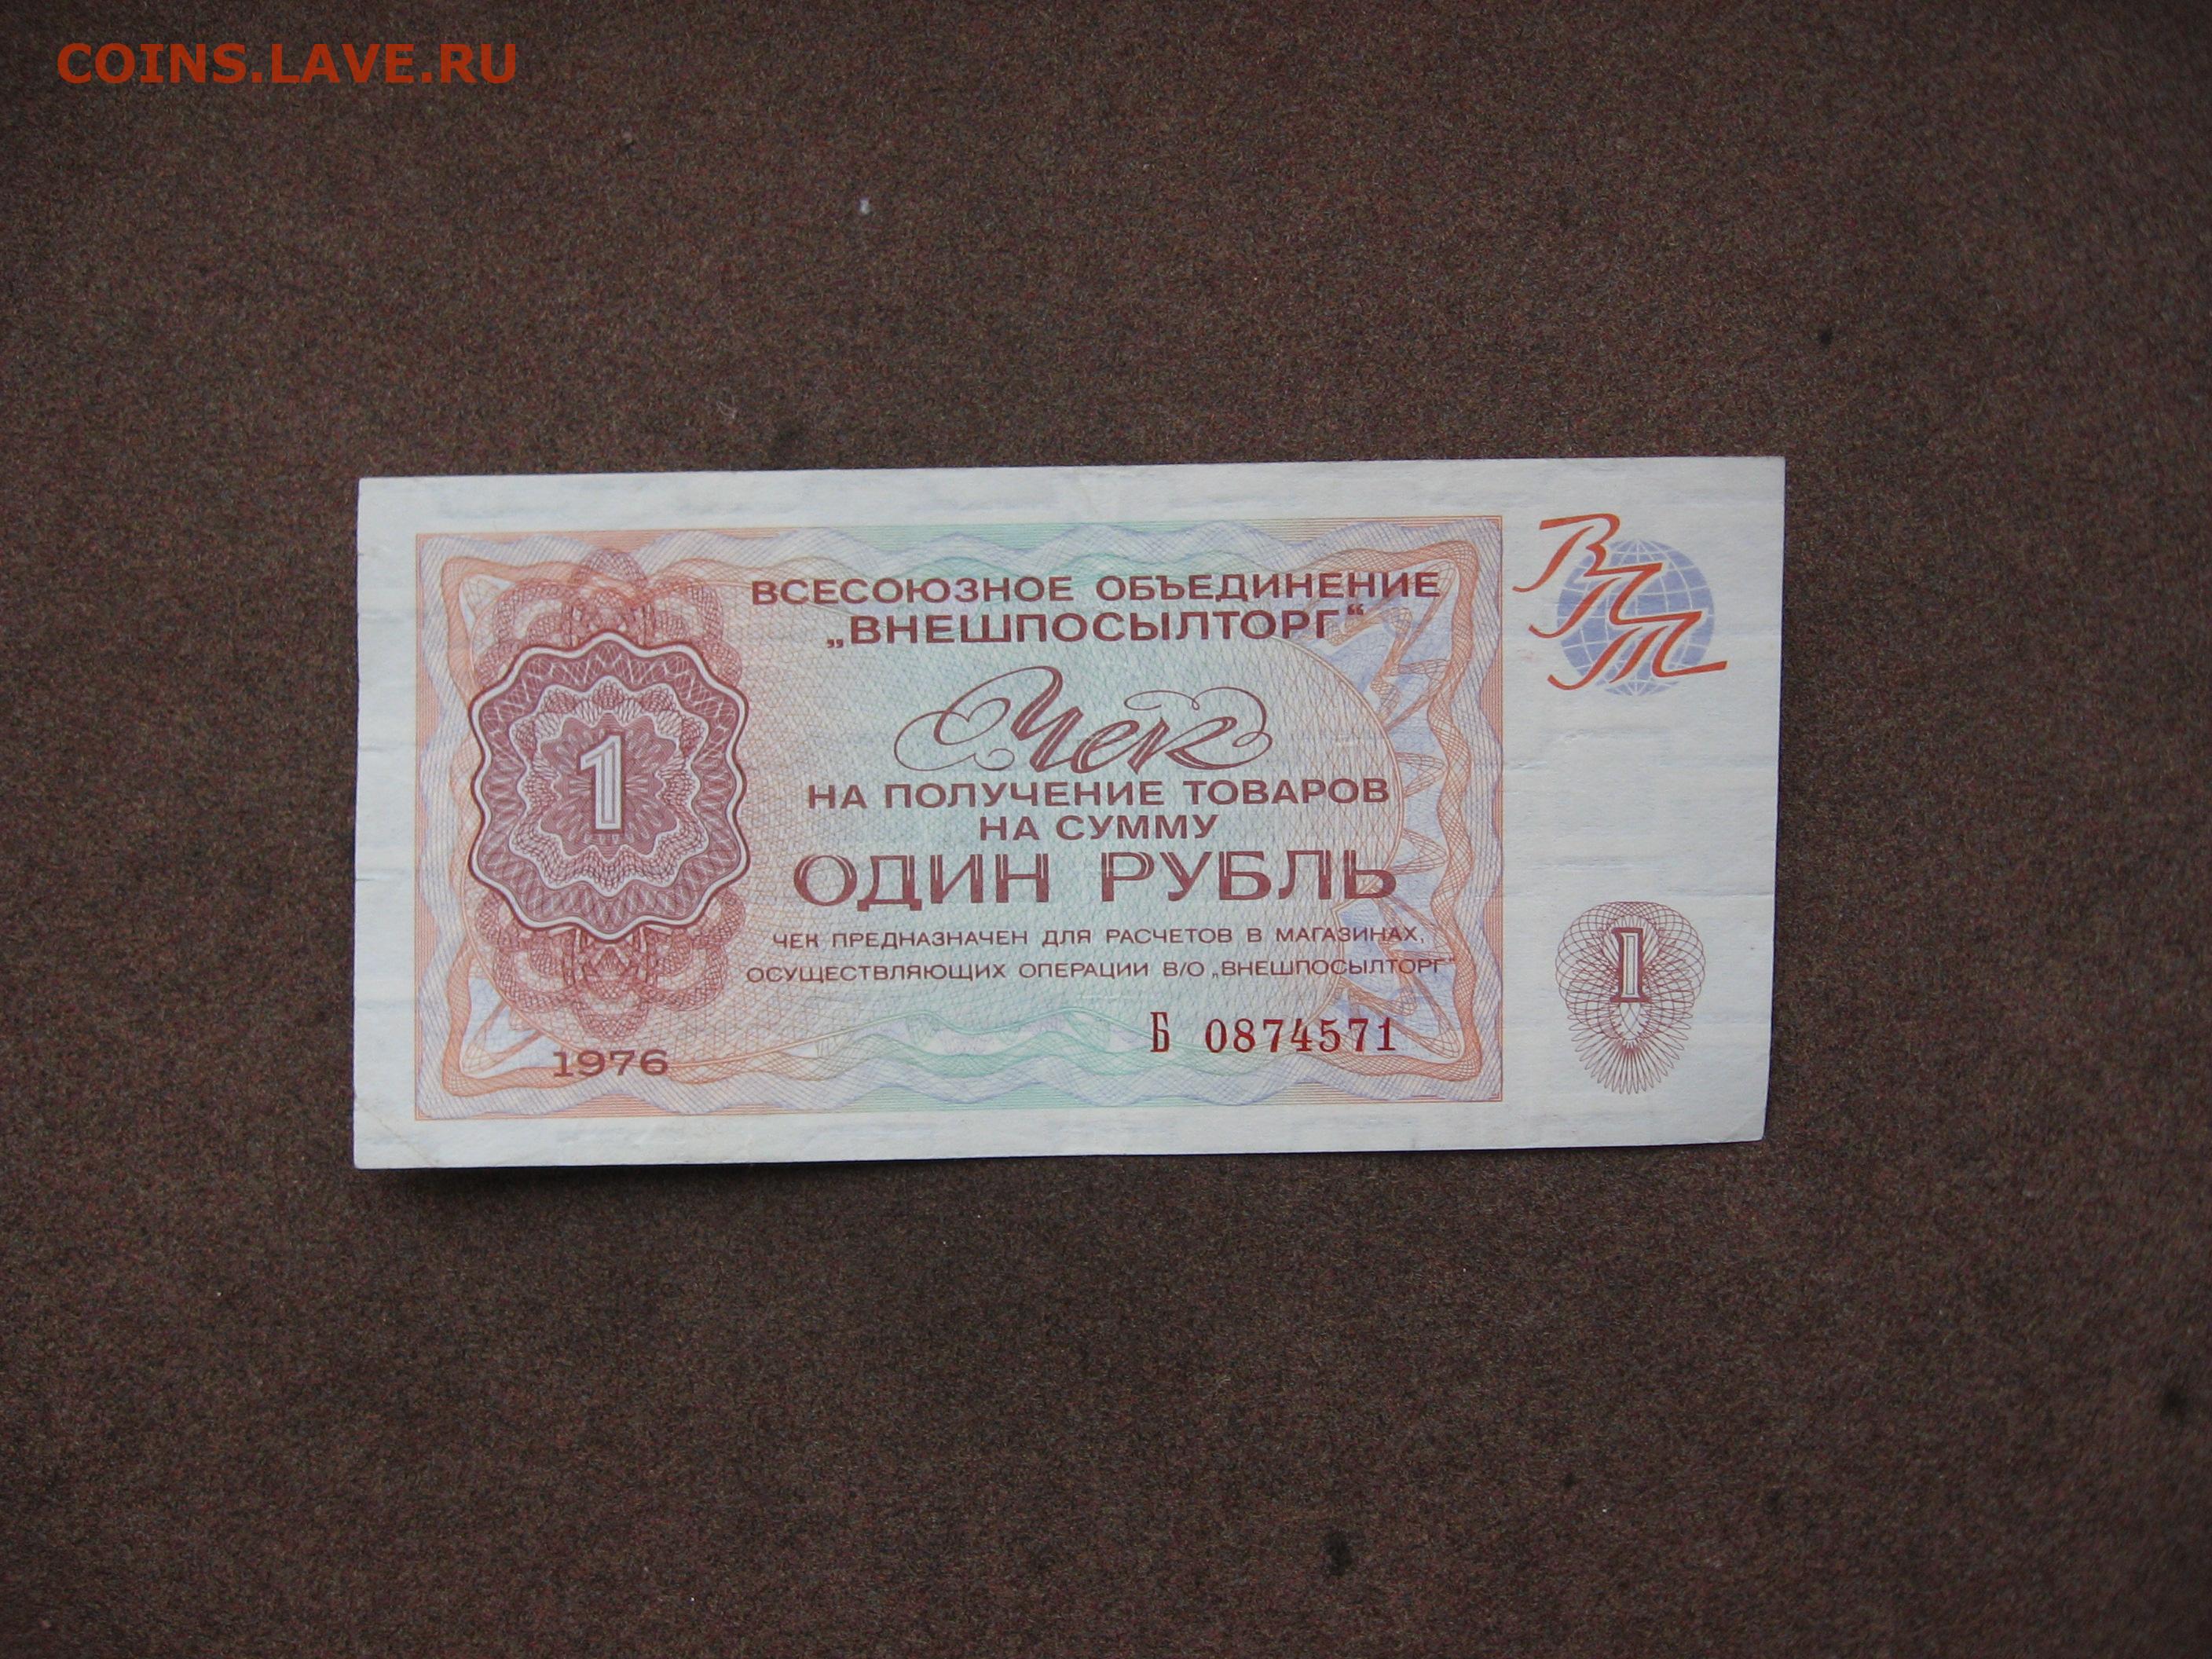 COINS.LAVE.RU
ВСЕСОЮЗНОЕ ОБЪЕДИНЕНИЕ
„ВНЕШПОСЫЛТОРГ“
ВПТ
1
Чек
НА ПОЛУЧЕНИЕ ТОВАРОВ
НА СУММУ
ОДИН РУБЛЬ
ЧЕК ПРЕДНАЗНАЧЕН ДЛЯ РАСЧЕТОВ В МАГАЗИНАХ,
ОСУЩЕСТВЛЯЮЩИХ ОПЕРАЦИИ В/О „ВНЕШПОСЫЛТОРГ“
1
Б 0874571
1976